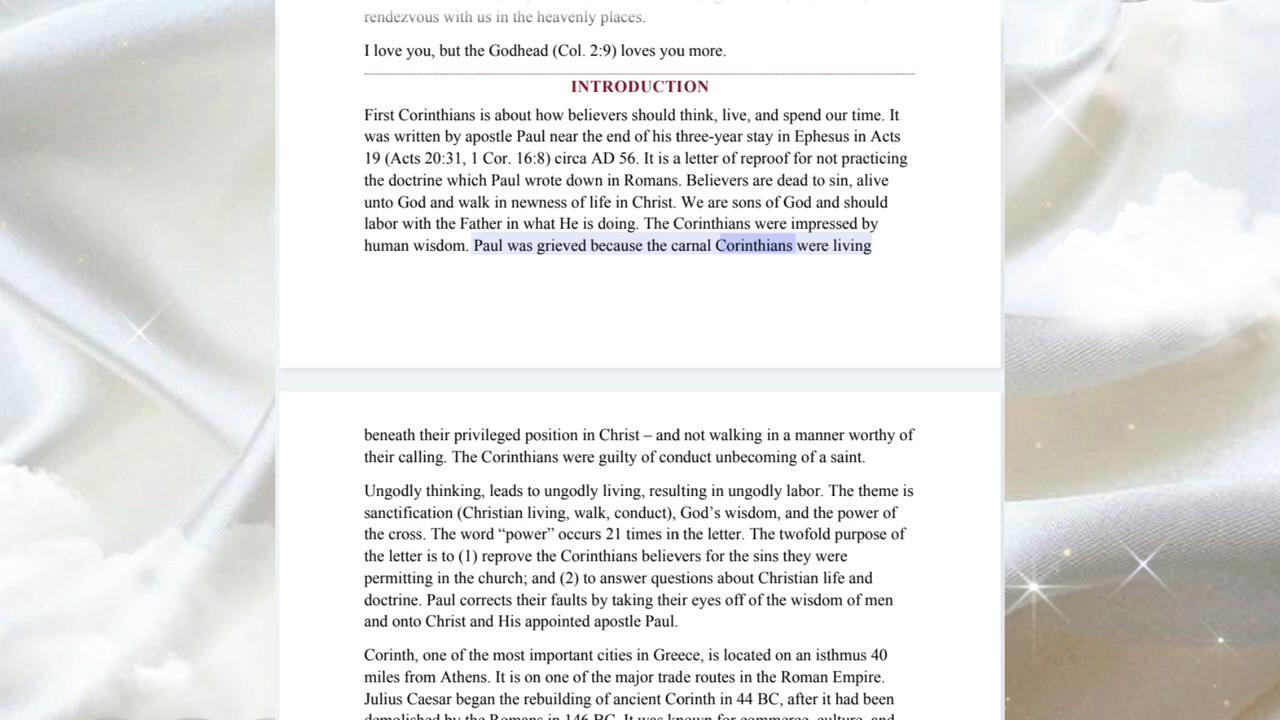 rendezvous with us in the heavenly places.
I love you, but the Godhead (Col. 2:9) loves you more.
INTRODUCTION
First Corinthians is about how believers should think, live, and spend our time. It
was written by apostle Paul near the end of his three-year stay in Ephesus in Acts
19 (Acts 20:31, 1 Cor. 16:8) circa AD 56. It is a letter of reproof for not practicing
the doctrine which Paul wrote down in Romans. Believers are dead to sin, alive
unto God and walk in newness of life in Christ. We are sons of God and should
labor with the Father in what He is doing. The Corinthians were impressed by
human wisdom. Paul was grieved because the carnal Corinthians were living
beneath their privileged position in Christ – and not walking in a manner worthy of
their calling. The Corinthians were guilty of conduct unbecoming of a saint.
Ungodly thinking, leads to ungodly living, resulting in ungodly labor. The theme is
sanctification (Christian living, walk, conduct), God’s wisdom, and the power of
the cross. The word “power” occurs 21 times in the letter. The twofold purpose of
the letter is to (1) reprove the Corinthians believers for the sins they were
permitting in the church; and (2) to answer questions about Christian life and
doctrine. Paul corrects their faults by taking their eyes off of the wisdom of men
and onto Christ and His appointed apostle Paul.
Corinth, one of the most important cities in Greece, is located on an isthmus 40
miles from Athens. It is on one of the major trade routes in the Roman Empire.
Julius Caesar began the rebuilding of ancient Corinth in 44 BC, after it had been
demolished by the Romans in 146 BC. It was known for commerce, culture, and